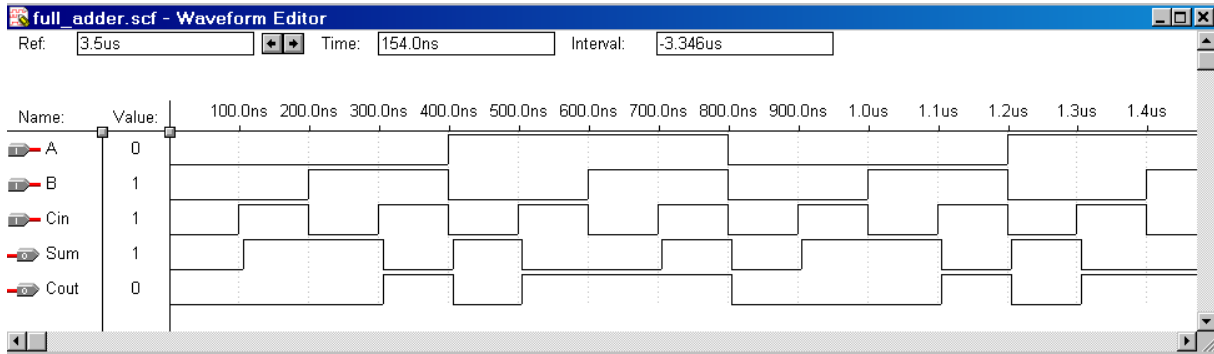 full_adder.scf - Waveform Editor
Ref: 3.5us Time: 154.0ns Interval: -3.346us
Name: Value: 100.0ns 200.0ns 300.0ns 400.0ns 500.0ns 600.0ns 700.0ns 800.0ns 900.0ns 1.0us 1.1us 1.2us 1.3us 1.4us
A 0
B 1
Cin 1
Sum 1
Cout 0